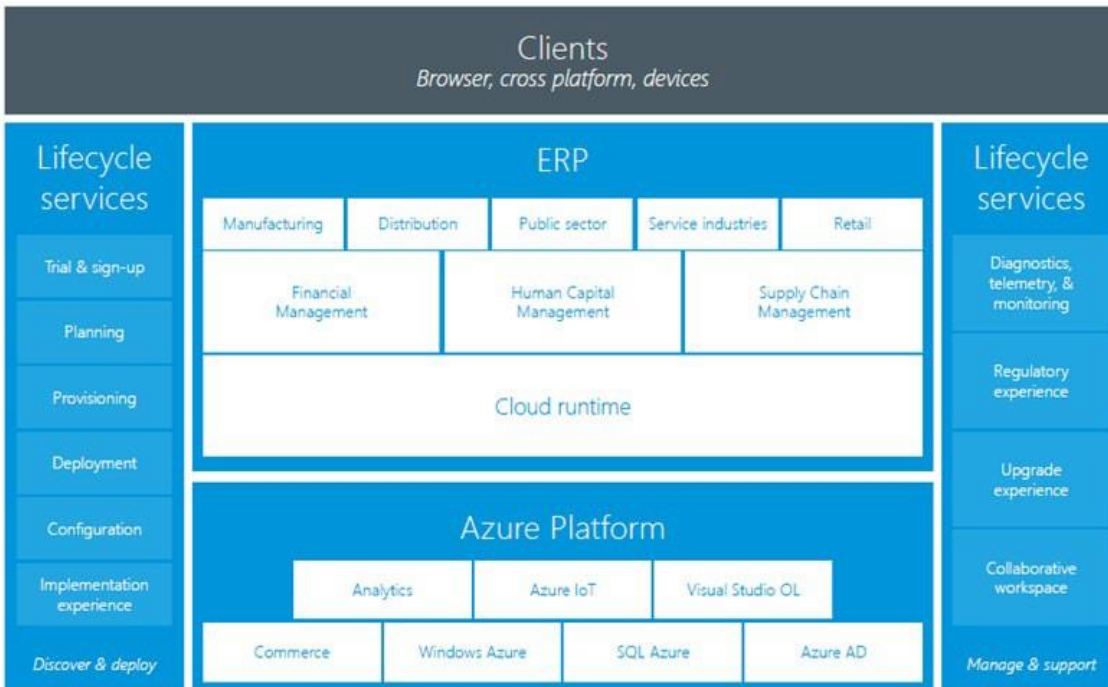 Clients
Browser, cross platform, devices
Lifecycle
services
Trial & sign-up
Planning
Provisioning
Deployment
Configuration
Implementation
experience
Discover & deploy
ERP
Manufacturing
Distribution
Public sector
Service industries
Retail
Financial
Management
Human Capital
Management
Supply Chain
Management
Cloud runtime
Azure Platform
Analytics
Azure IoT
Visual Studio OL
Commerce
Windows Azure
SQL Azure
Azure AD
Lifecycle
services
Diagnostics,
telemetry, &
monitoring
Regulatory
experience
Upgrade
experience
Collaborative
workspace
Manage & support